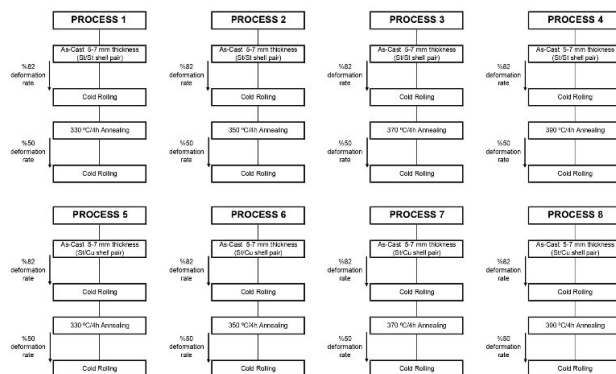 PROCESS 1
As-Cast 5-7 mm thickness
(St/St shell pair)
%82
deformation
rate
Cold Rolling
330 ºC/4h Annealing
%50
deformation
rate
Cold Rolling
PROCESS 2
As-Cast 5-7 mm thickness
(St/St shell pair)
%82
deformation
rate
Cold Rolling
350 ºC/4h Annealing
%50
deformation
rate
Cold Rolling
PROCESS 3
As-Cast 5-7 mm thickness
(St/St shell pair)
%82
deformation
rate
Cold Rolling
370 ºC/4h Annealing
%50
deformation
rate
Cold Rolling
PROCESS 4
As-Cast 5-7 mm thickness
(St/St shell pair)
%82
deformation
rate
Cold Rolling
390 ºC/4h Annealing
%50
deformation
rate
Cold Rolling
PROCESS 5
As-Cast 5-7 mm thickness
(St/Cu shell pair)
%82
deformation
rate
Cold Rolling
330 ºC/4h Annealing
%50
deformation
rate
Cold Rolling
PROCESS 6
As-Cast 5-7 mm thickness
(St/Cu shell pair)
%82
deformation
rate
Cold Rolling
350 ºC/4h Annealing
%50
deformation
rate
Cold Rolling
PROCESS 7
As-Cast 5-7 mm thickness
(St/Cu shell pair)
%82
deformation
rate
Cold Rolling
370 ºC/4h Annealing
%50
deformation
rate
Cold Rolling
PROCESS 8
As-Cast 5-7 mm thickness
(St/Cu shell pair)
%82
deformation
rate
Cold Rolling
390 ºC/4h Annealing
%50
deformation
rate
Cold Rolling